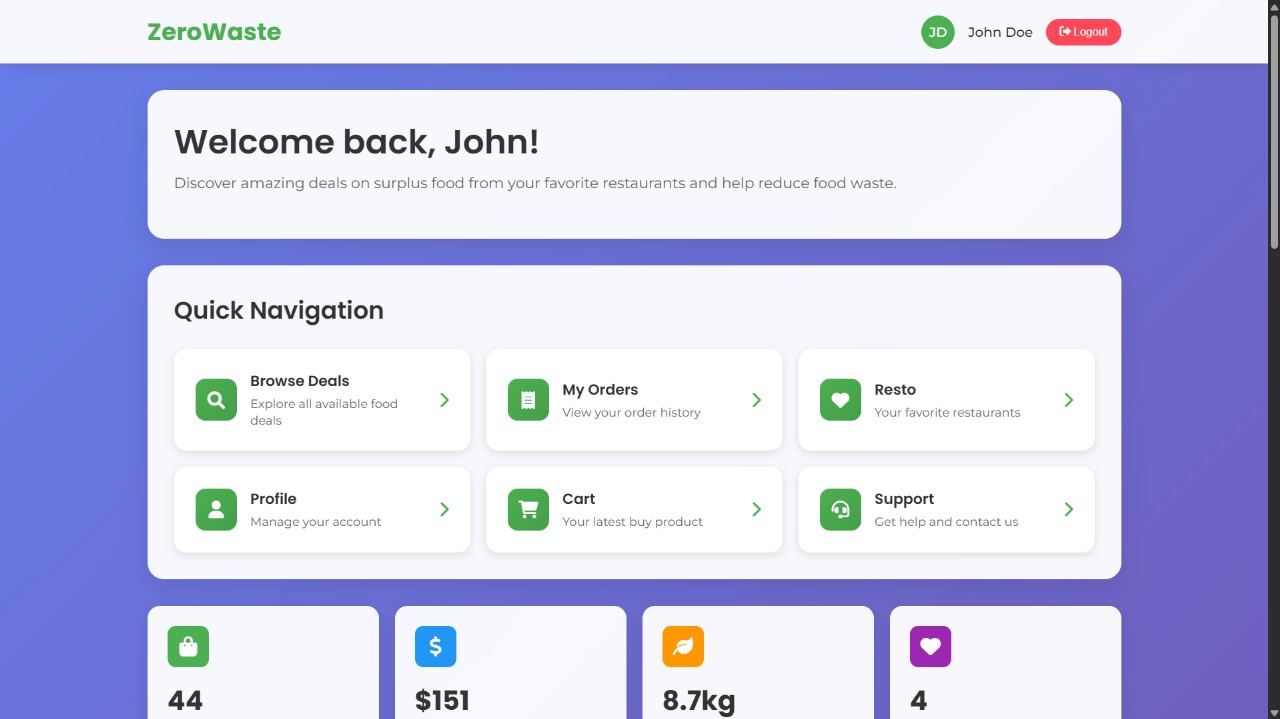 ZeroWaste
JD
John Doe
Logout
Welcome back, John!
Discover amazing deals on surplus food from your favorite restaurants and help reduce food waste.
Quick Navigation
Browse Deals
Explore all available food
deals
My Orders
View your order history
Resto
Your favorite restaurants
Profile
Manage your account
Cart
Your latest buy product
Support
Get help and contact us
44
$151
8.7kg
4